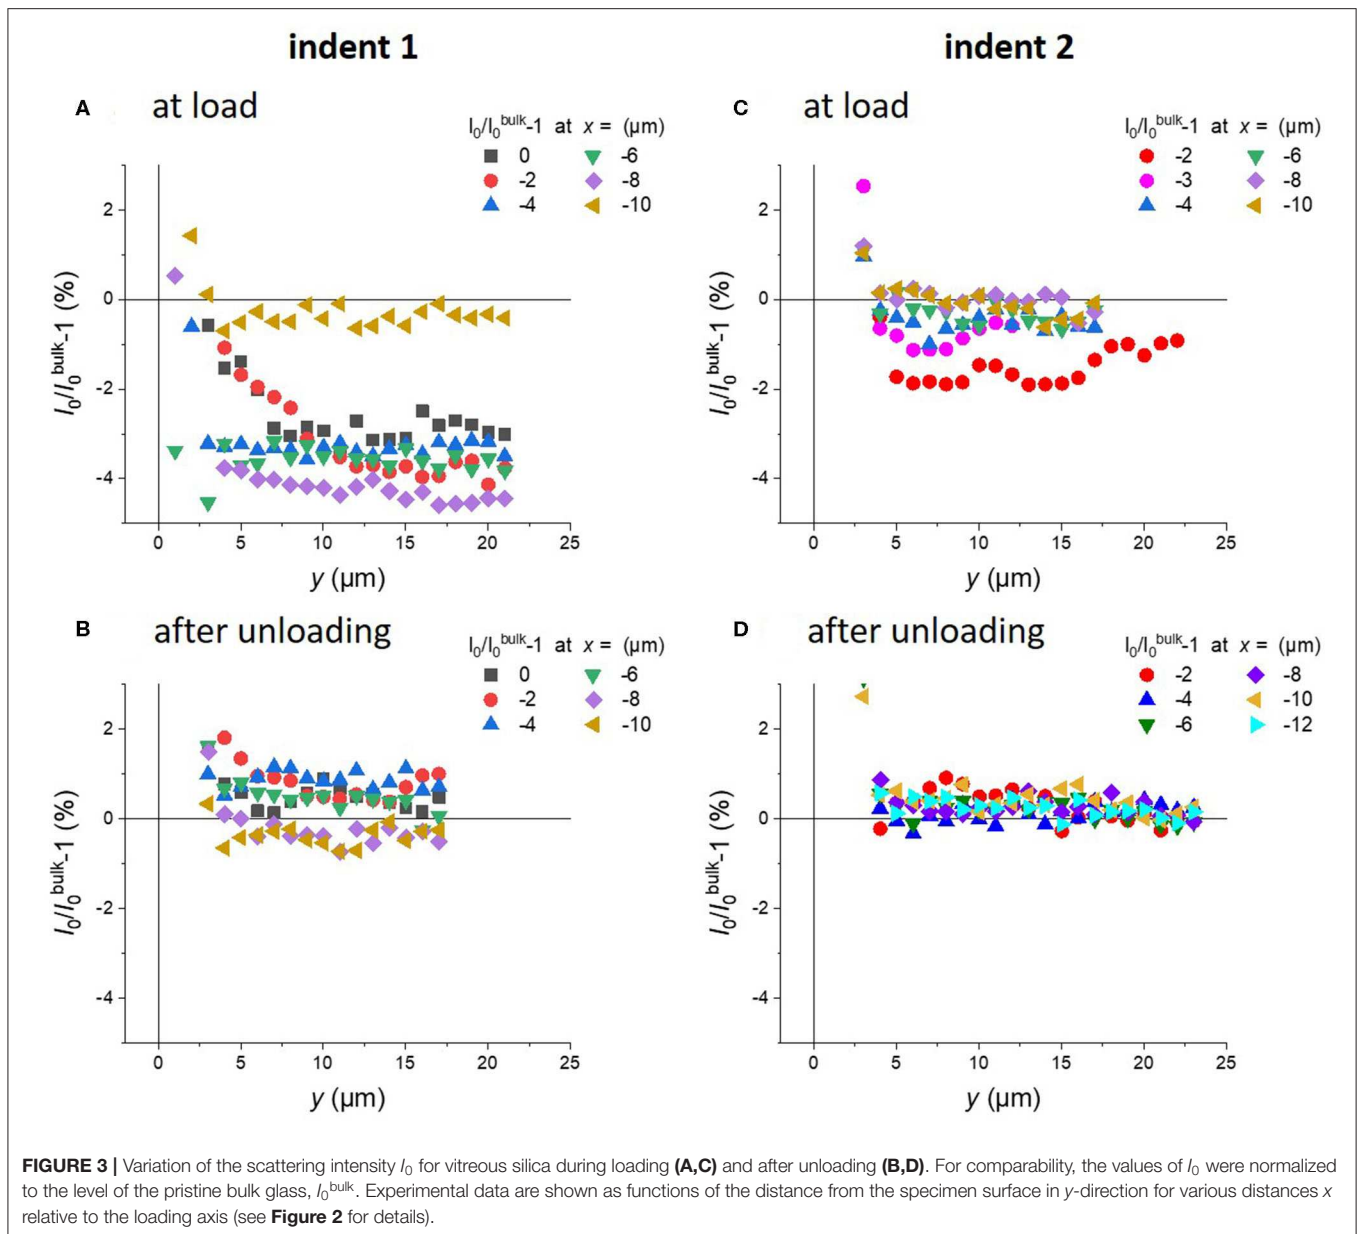 indent 1
indent 2
A
at load
I₀/I₀ᵇᵘˡᵏ-1 at x = (µm)
0
-6
-2
-8
-4
-10
2
0
-2
-4
I₀/I₀ᵇᵘˡᵏ-1 (%)
0
5
10
15
20
25
y (µm)
C
at load
I₀/I₀ᵇᵘˡᵏ-1 at x = (µm)
-2
-6
-3
-8
-4
-10
2
0
-2
-4
I₀/I₀ᵇᵘˡᵏ-1 (%)
0
5
10
15
20
25
y (µm)
B
after unloading
I₀/I₀ᵇᵘˡᵏ-1 at x = (µm)
0
-6
-2
-8
-4
-10
2
0
-2
-4
I₀/I₀ᵇᵘˡᵏ-1 (%)
0
5
10
15
20
25
y (µm)
D
after unloading
I₀/I₀ᵇᵘˡᵏ-1 at x = (µm)
-2
-8
-4
-10
-6
-12
2
0
-2
-4
I₀/I₀ᵇᵘˡᵏ-1 (%)
0
5
10
15
20
25
y (µm)
FIGURE 3 | Variation of the scattering intensity I₀ for vitreous silica during loading (A,C) and after unloading (B,D). For comparability, the values of I₀ were normalized
to the level of the pristine bulk glass, I₀ᵇᵘˡᵏ. Experimental data are shown as functions of the distance from the specimen surface in y-direction for various distances x
relative to the loading axis (see Figure 2 for details).